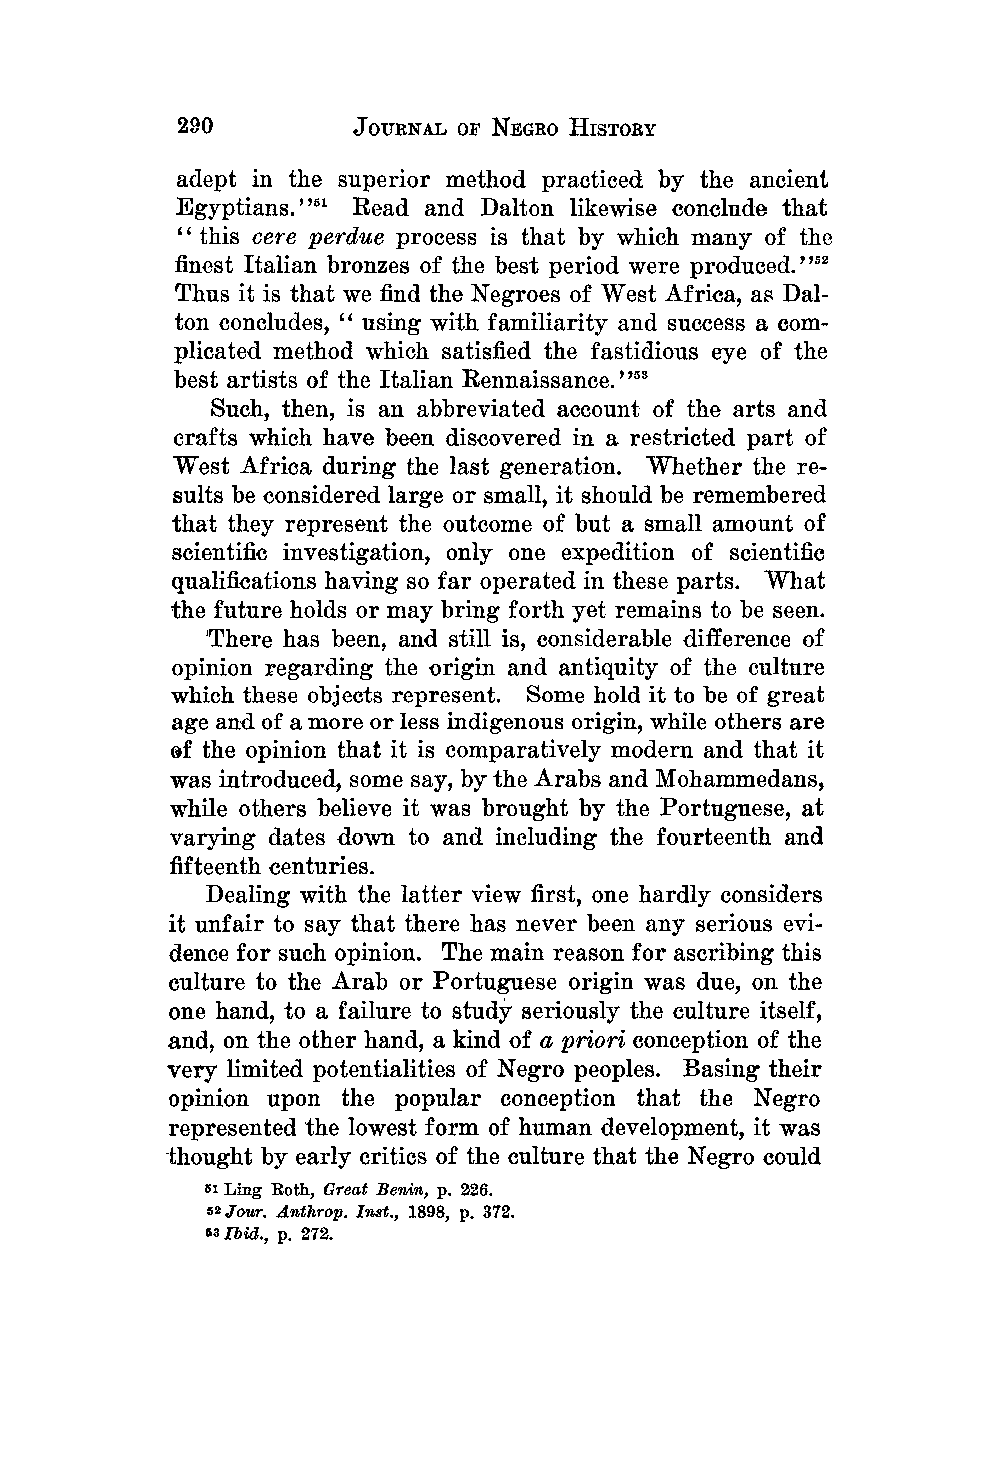 290 JOURNAL OF NEGRO HISTORY
adept in the superior method practiced by the ancient
Egyptians.''51 Read and Dalton likewise conclude that
“ this cere perdue process is that by which many of the
finest Italian bronzes of the best period were produced.''52
Thus it is that we find the Negroes of West Africa, as Dal-
ton concludes, “ using with familiarity and success a com-
plicated method which satisfied the fastidious eye of the
best artists of the Italian Rennaissance.''53
Such, then, is an abbreviated account of the arts and
crafts which have been discovered in a restricted part of
West Africa during the last generation. Whether the re-
sults be considered large or small, it should be remembered
that they represent the outcome of but a small amount of
scientific investigation, only one expedition of scientific
qualifications having so far operated in these parts. What
the future holds or may bring forth yet remains to be seen.
There has been, and still is, considerable difference of
opinion regarding the origin and antiquity of the culture
which these objects represent. Some hold it to be of great
age and of a more or less indigenous origin, while others are
of the opinion that it is comparatively modern and that it
was introduced, some say, by the Arabs and Mohammedans,
while others believe it was brought by the Portuguese, at
varying dates down to and including the fourteenth and
fifteenth centuries.
Dealing with the latter view first, one hardly considers
it unfair to say that there has never been any serious evi-
dence for such opinion. The main reason for ascribing this
culture to the Arab or Portuguese origin was due, on the
one hand, to a failure to study seriously the culture itself,
and, on the other hand, a kind of a priori conception of the
very limited potentialities of Negro peoples. Basing their
opinion upon the popular conception that the Negro
represented the lowest form of human development, it was
thought by early critics of the culture that the Negro could
51 Ling Roth, Great Benin, p. 226.
52 Jour. Anthrop. Inst., 1898, p. 372.
53 Ibid., p. 272.